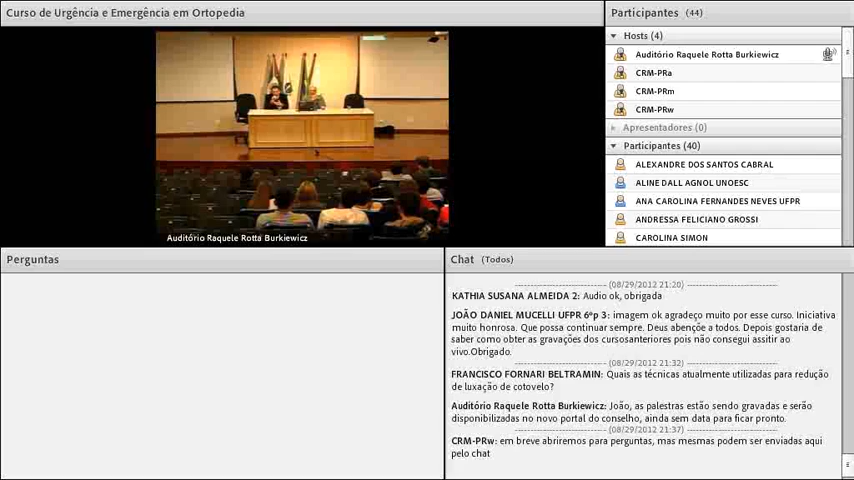 Curso de Urgência e Emergência em Ortopedia
Auditório Raquele Rotta Burkiewicz
Participantes (44)
Hosts (4)
Auditório Raquele Rotta Burkiewicz
CRM-PRa
CRM-PRm
CRM-PRw
Apresentadores (0)
Participantes (40)
ALEXANDRE DOS SANTOS CABRAL
ALINE DALL AGNOL UNOESC
ANA CAROLINA FERNANDES NEVES UFPR
ANDRESSA FELICIANO GROSSI
CAROLINA SIMON
Perguntas
Chat (Todos)
(08/29/2012 21:20)
KATHIA SUSANA ALMEIDA 2: Audio ok, obrigada
JOÃO DANIEL MUCELLI UFPR 6ºp 3: imagem ok agradeço muito por esse curso. Iniciativa
muito honrosa. Que possa continuar sempre. Deus abençõe a todos. Depois gostaria de
saber como obter as gravações dos cursosanteriores pois não consegui assitir ao
vivo.Obrigado.
(08/29/2012 21:32)
FRANCISCO FORNARI BELTRAMIN: Quais as técnicas atualmente utilizadas para redução
de luxação de cotovelo?
Auditório Raquele Rotta Burkiewicz: João, as palestras estão sendo gravadas e serão
disponibilizadas no novo portal do conselho, ainda sem data para ficar pronto.
(08/29/2012 21:37)
CRM-PRw: em breve abriremos para perguntas, mas mesmas podem ser enviadas aqui
pelo chat